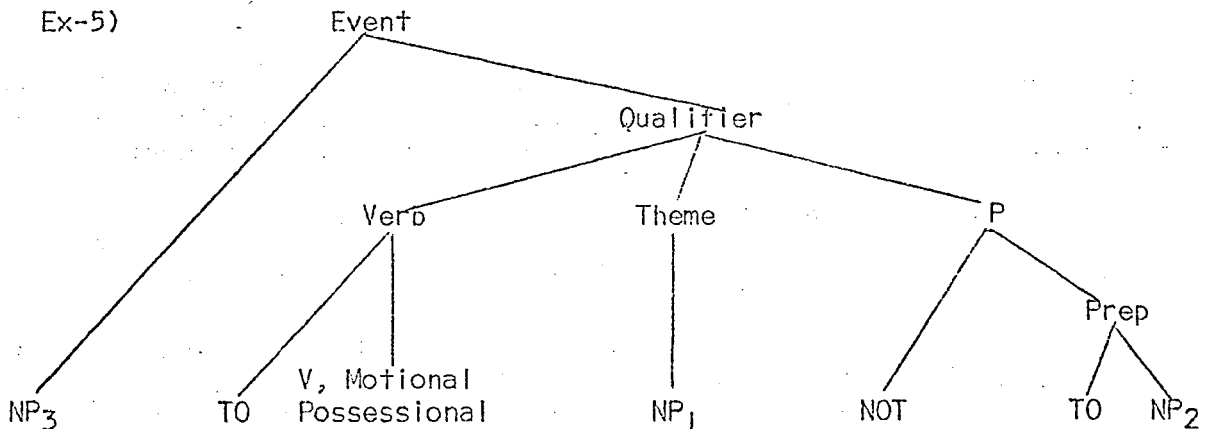 Ex-5) Event
Qualifier
Verb Theme P
Prep
V, Motional
NP3 TO Possessional NP1 NOT TO NP2